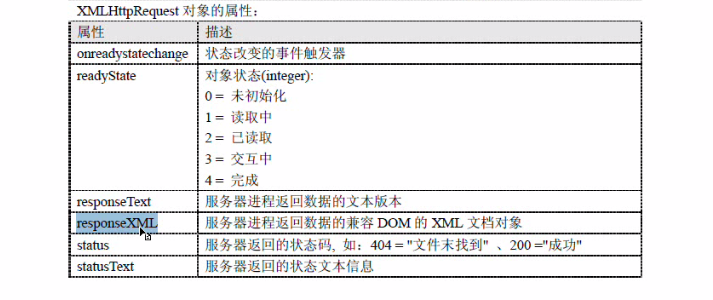 XMLHttpRequest 对象的属性：
属性 描述
onreadystatechange 状态改变的事件触发器
readyState 对象状态(integer):
0 = 未初始化
1 = 读取中
2 = 已读取
3 = 交互中
4 = 完成
responseText 服务器进程返回数据的文本版本
responseXML 服务器进程返回数据的兼容 DOM 的 XML 文档对象
status 服务器返回的状态码, 如：404 = "文件末找到" 、200 ="成功"
statusText 服务器返回的状态文本信息